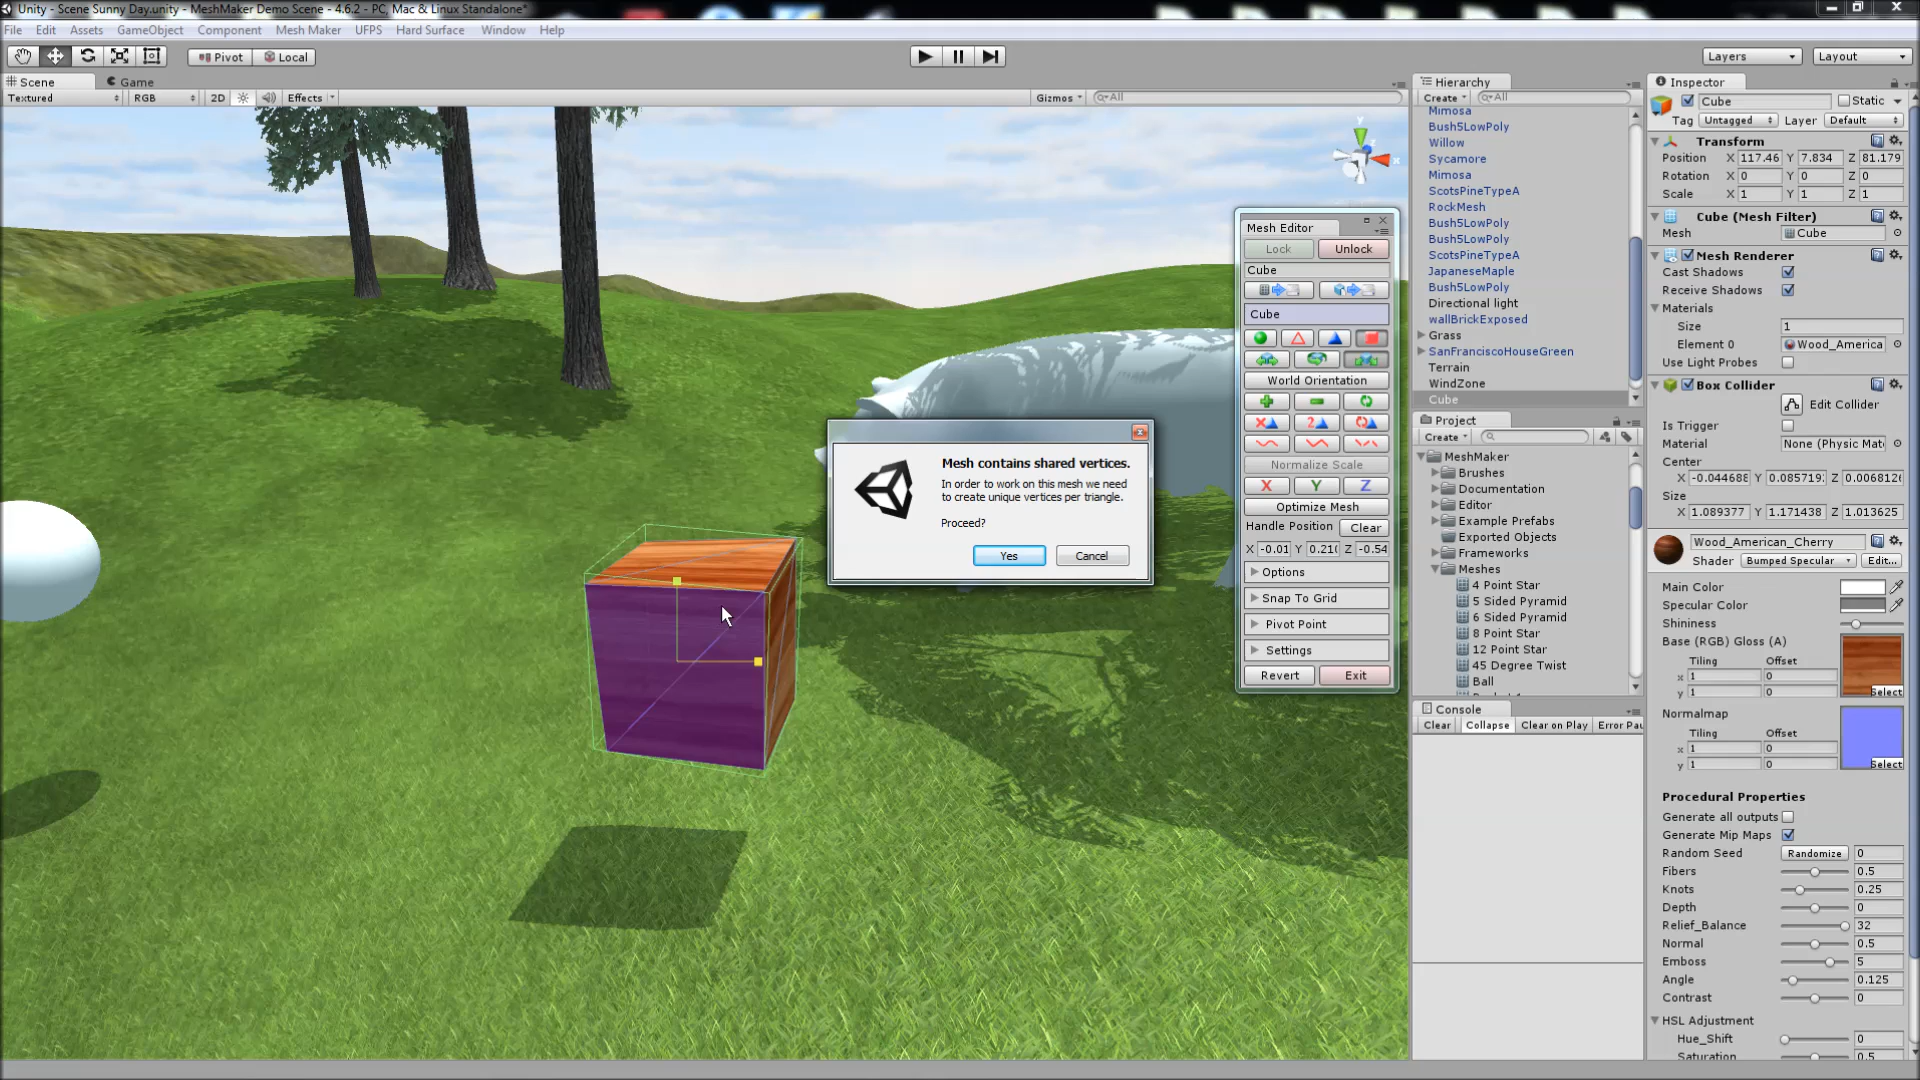 Unity - Scene Sunny Day.unity - MeshMaker Demo Scene - 4.6.2 - PC, Mac & Linux Standalone*
File Edit Assets GameObject Component Mesh Maker UFPS Hard Surface Window Help
Pivot Local
Layers Layout
Scene Game
Textured RGB 2D Effects Gizmos All
Mesh Editor
Lock Unlock
Cube
Cube
World Orientation
2
Normalize Scale
X Y Z
Optimize Mesh
Handle Position Clear
X -0.01 Y 0.21( Z -0.54
Options
Snap To Grid
Pivot Point
Settings
Revert Exit
Mesh contains shared vertices.
In order to work on this mesh we need
to create unique vertices per triangle.
Proceed?
Yes Cancel
Hierarchy
Create All
Mimosa
Bush5LowPoly
Willow
Sycamore
Mimosa
ScotsPineTypeA
RockMesh
Bush5LowPoly
Bush5LowPoly
ScotsPineTypeA
JapaneseMaple
Bush5LowPoly
Directional light
wallBrickExposed
Grass
SanFranciscoHouseGreen
Terrain
WindZone
Cube
Project
Create
MeshMaker
Brushes
Documentation
Editor
Example Prefabs
Exported Objects
Frameworks
Meshes
4 Point Star
5 Sided Pyramid
6 Sided Pyramid
8 Point Star
12 Point Star
45 Degree Twist
Ball
Console
Clear Collapse Clear on Play Error Pau
Inspector
Cube Static
Tag Untagged Layer Default
Transform
Position X 117.46 Y 7.834 Z 81.179
Rotation X 0 Y 0 Z 0
Scale X 1 Y 1 Z 1
Cube (Mesh Filter)
Mesh Cube
Mesh Renderer
Cast Shadows
Receive Shadows
Materials
Size 1
Element 0 Wood_America
Use Light Probes
Box Collider
Edit Collider
Is Trigger
Material None (Physic Mate
Center
X -0.044688 Y 0.085719 Z 0.0068126
Size
X 1.089377 Y 1.171438 Z 1.013625
Wood_American_Cherry
Shader Bumped Specular Edit...
Main Color
Specular Color
Shininess
Base (RGB) Gloss (A)
Tiling Offset
x 1 0
y 1 0
Select
Normalmap
Tiling Offset
x 1 0
y 1 0
Select
Procedural Properties
Generate all outputs
Generate Mip Maps
Random Seed Randomize 0
Fibers 0.5
Knots 0.25
Depth 0
Relief_Balance 32
Normal 0.5
Emboss 5
Angle 0.125
Contrast 0
HSL Adjustment
Hue_Shift 0
Saturation 0.5